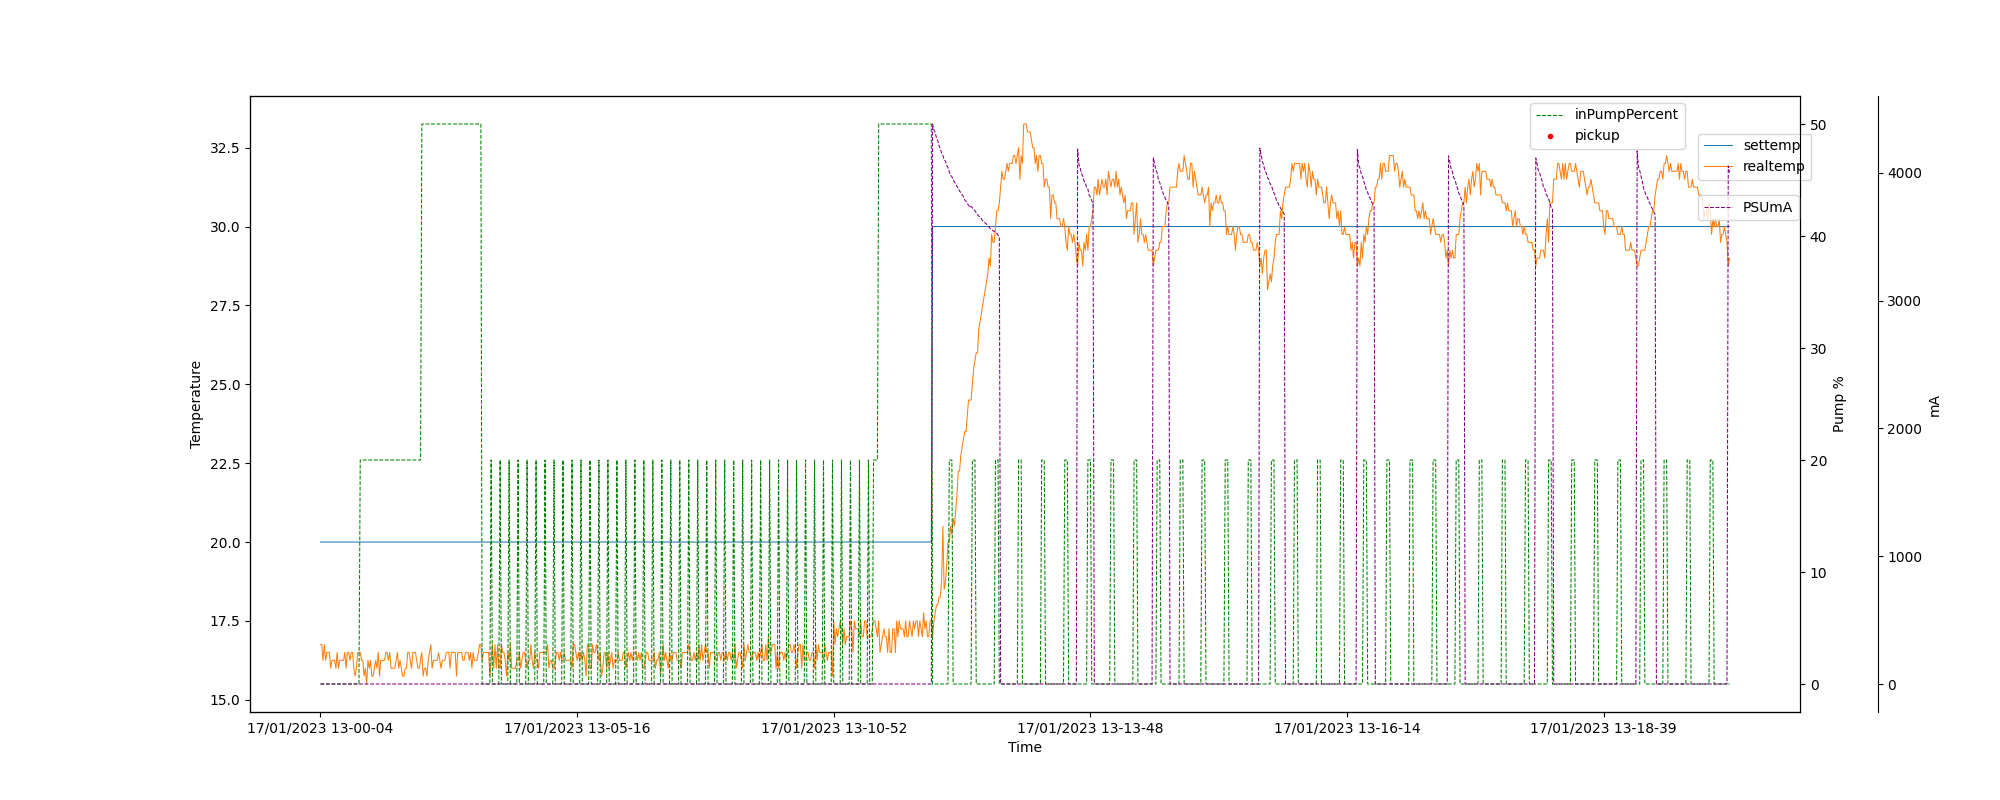 inPumpPercent
pickup
settemp
realtemp
PSUmA
32.5
30.0
27.5
25.0
22.5
20.0
17.5
15.0
Temperature
50
40
30
20
10
0
Pump %
4000
3000
2000
1000
0
mA
17/01/2023 13-00-04
17/01/2023 13-05-16
17/01/2023 13-10-52
17/01/2023 13-13-48
17/01/2023 13-16-14
17/01/2023 13-18-39
Time